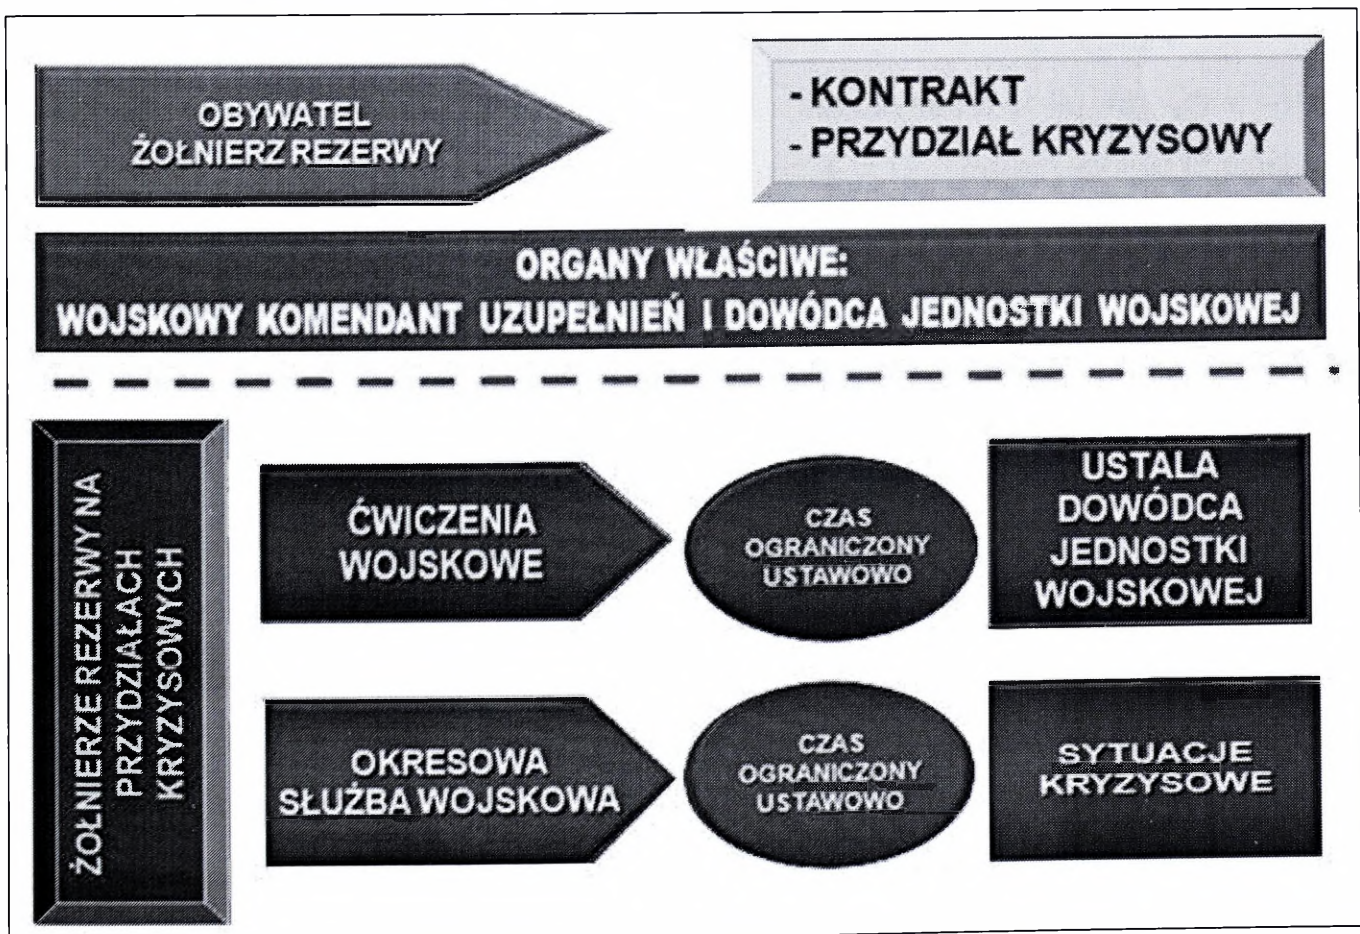 OBYWATEL
ŻOŁNIERZ REZERWY
- KONTRAKT
- PRZYDZIAŁ KRYZYSOWY
ORGANY WŁAŚCIWE:
WOJSKOWY KOMENDANT UZUPEŁNIEŃ I DOWÓDCA JEDNOSTKI WOJSKOWEJ
ŻOŁNIERZE REZERWY NA
PRZYDZIAŁACH
KRYZYSOWYCH
ĆWICZENIA
WOJSKOWE
CZAS
OGRANICZONY
USTAWOWO
USTALA
DOWÓDCA
JEDNOSTKI
WOJSKOWEJ
OKRESOWA
SŁUŻBA WOJSKOWA
CZAS
OGRANICZONY
USTAWOWO
SYTUACJE
KRYZYSOWE